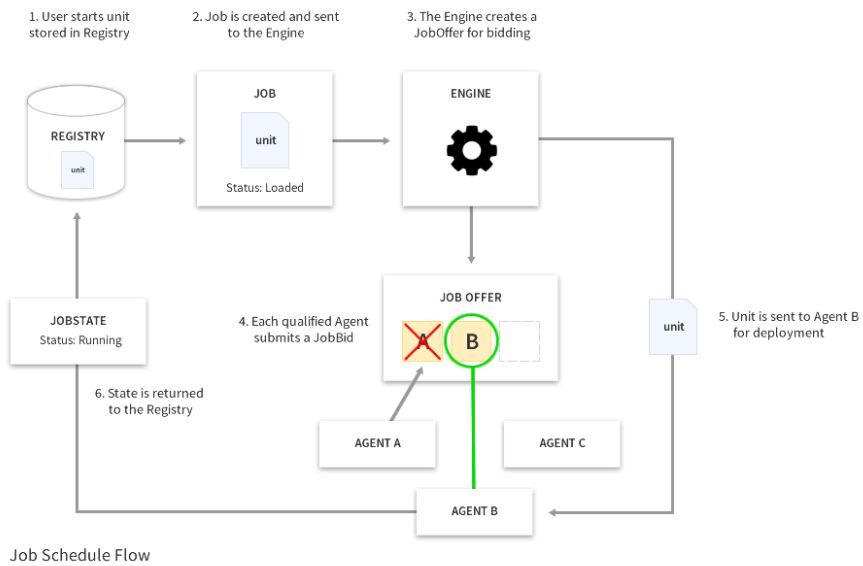 1. User starts unit
stored in Registry
2. Job is created and sent
to the Engine
3. The Engine creates a
JobOffer for bidding
REGISTRY
unit
JOB
unit
Status: Loaded
ENGINE
JOBSTATE
Status: Running
4. Each qualified Agent
submits a JobBid
JOB OFFER
A
B
unit
5. Unit is sent to Agent B
for deployment
6. State is returned
to the Registry
AGENT A
AGENT C
AGENT B
Job Schedule Flow